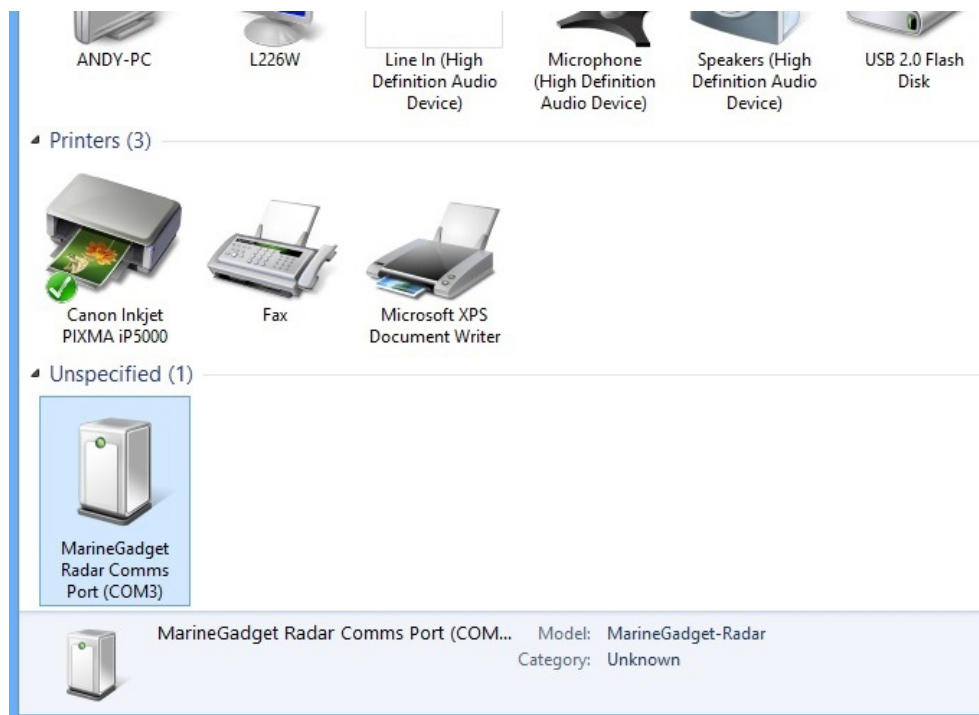 ANDY-PC
L226W
Line In (High
Definition Audio
Device)
Microphone
(High Definition
Audio Device)
Speakers (High
Definition Audio
Device)
USB 2.0 Flash
Disk
Printers (3)
Canon Inkjet
PIXMA iP5000
Fax
Microsoft XPS
Document Writer
Unspecified (1)
MarineGadget
Radar Comms
Port (COM3)
MarineGadget Radar Comms Port (COM... Model: MarineGadget-Radar
Category: Unknown